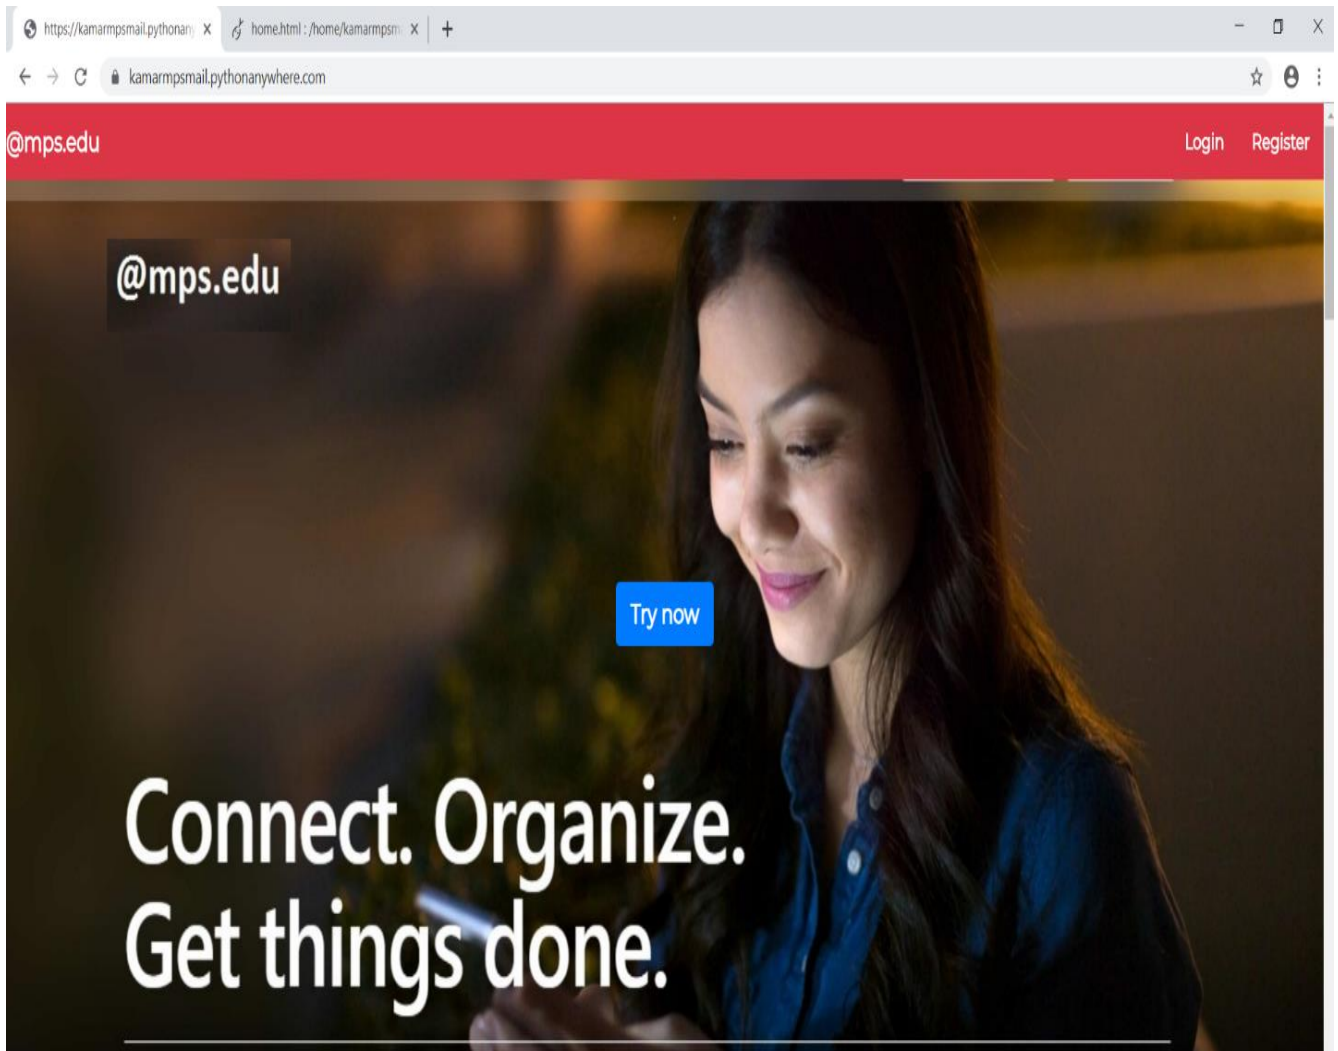 https://kamarmpsmail.pythonan
home.html : /home/kamarmpsm
kamarmpsmail.pythonanywhere.com
@mps.edu
Login
Register
@mps.edu
Try now
Connect. Organize.
Get things done.